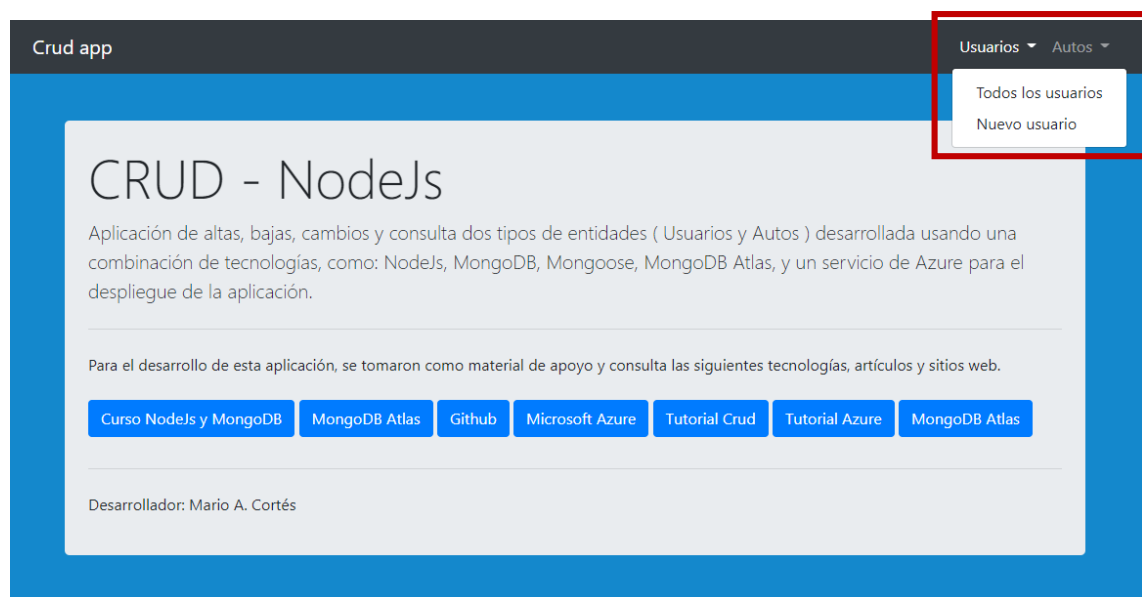 Crud app
Usuarios Autos
Todos los usuarios
Nuevo usuario
CRUD - NodeJs
Aplicación de altas, bajas, cambios y consulta dos tipos de entidades ( Usuarios y Autos ) desarrollada usando una
combinación de tecnologías, como: NodeJs, MongoDB, Mongoose, MongoDB Atlas, y un servicio de Azure para el
despliegue de la aplicación.
Para el desarrollo de esta aplicación, se tomaron como material de apoyo y consulta las siguientes tecnologías, artículos y sitios web.
Curso NodeJs y MongoDB MongoDB Atlas Github Microsoft Azure Tutorial Crud Tutorial Azure MongoDB Atlas
Desarrollador: Mario A. Cortés